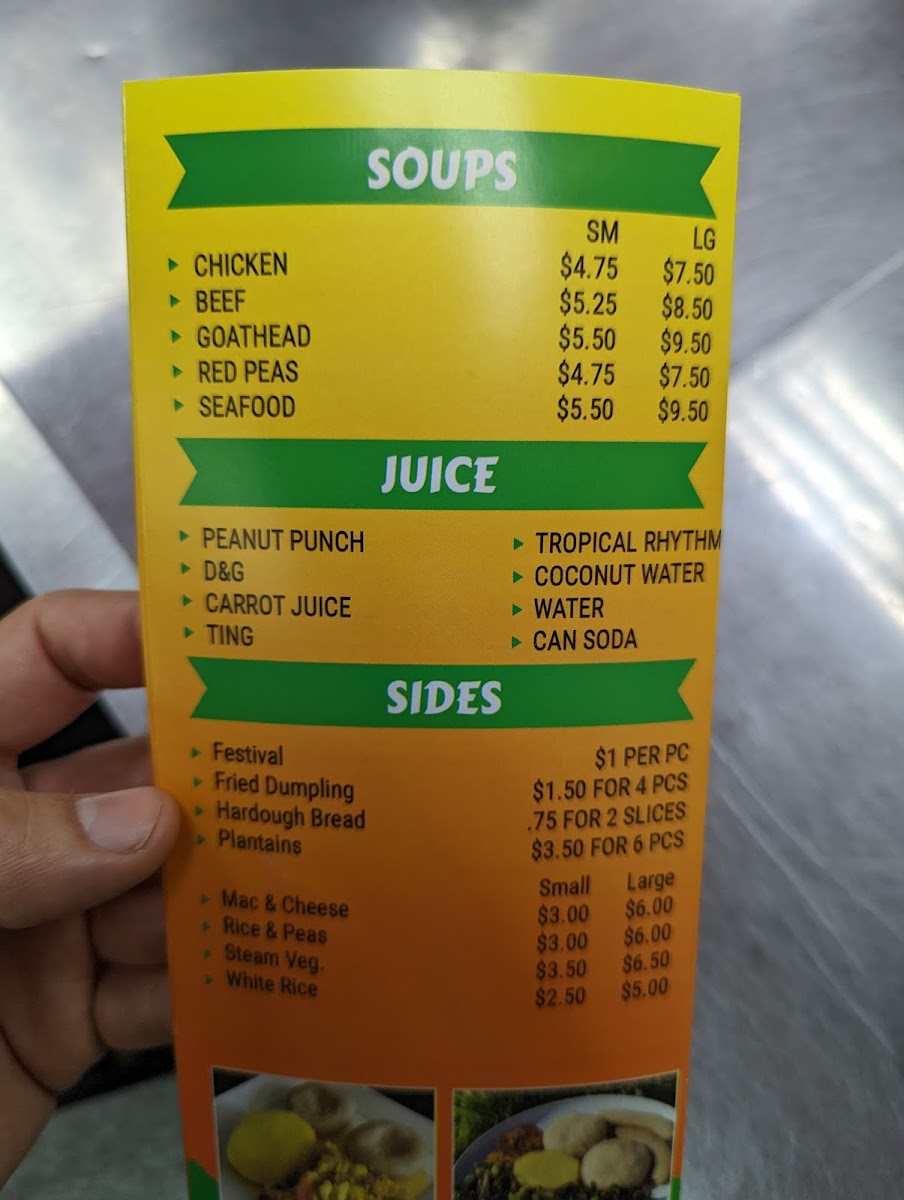 SOUPS
SM LG
CHICKEN $4.75 $7.50
BEEF $5.25 $8.50
GOATHEAD $5.50 $9.50
RED PEAS $4.75 $7.50
SEAFOOD $5.50 $9.50
JUICE
PEANUT PUNCH TROPICAL RHYTHM
D&G COCONUT WATER
CARROT JUICE WATER
TING CAN SODA
SIDES
Festival $1 PER PC
Fried Dumpling $1.50 FOR 4 PCS
Hardough Bread .75 FOR 2 SLICES
Plantains $3.50 FOR 6 PCS
Small Large
Mac & Cheese $3.00 $6.00
Rice & Peas $3.00 $6.00
Steam Veg. $3.50 $6.50
White Rice $2.50 $5.00